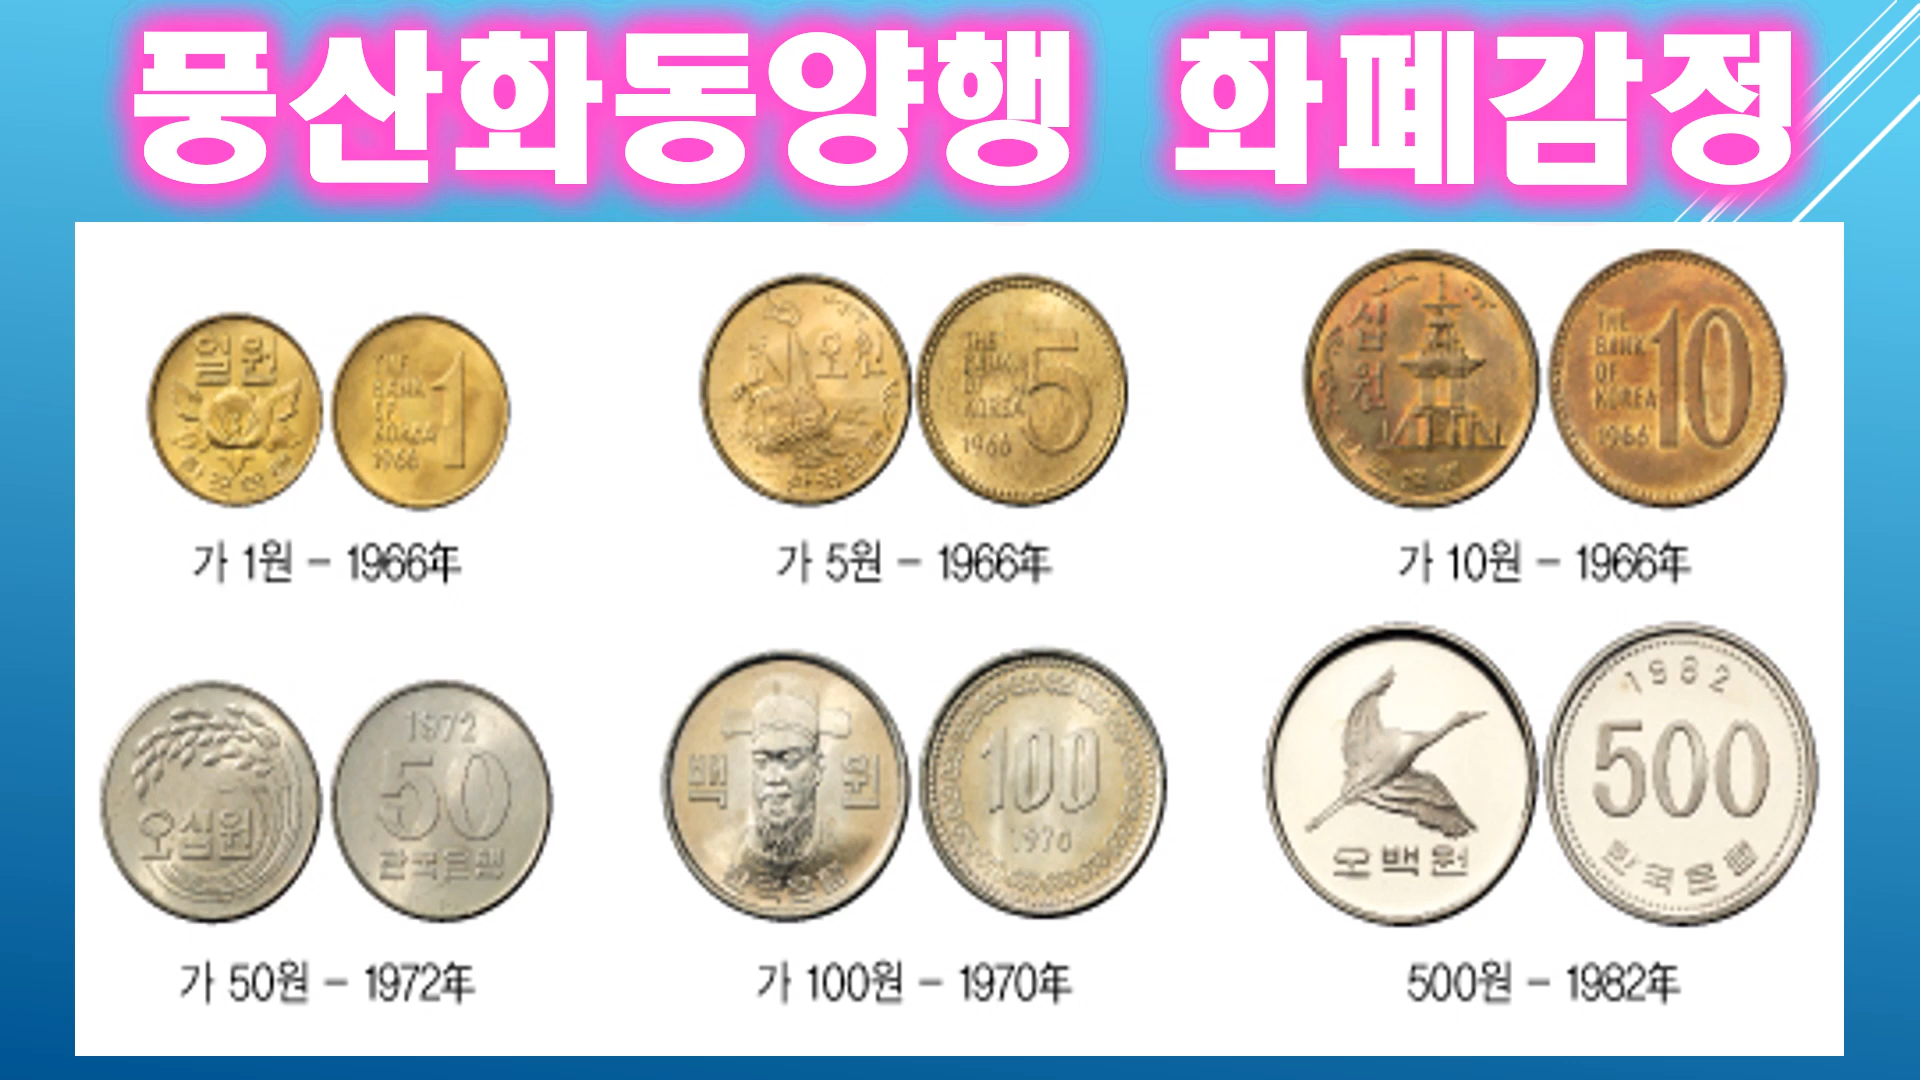 풍산화동양행 화폐감정
일원
THE
BANK
OF
KOREA
1
1966
오원
THE
BANK
OF
KOREA
5
1966
십원
THE
BANK
OF
KOREA
10
1966
가 1원 – 1966年
가 5원 – 1966年
가 10원 – 1966年
오십원
1972
50
한국은행
백 원
한국은행
100
1970
오백원
1982
500
한국은행
가 50원 – 1972年
가 100원 – 1970年
500원 – 1982年